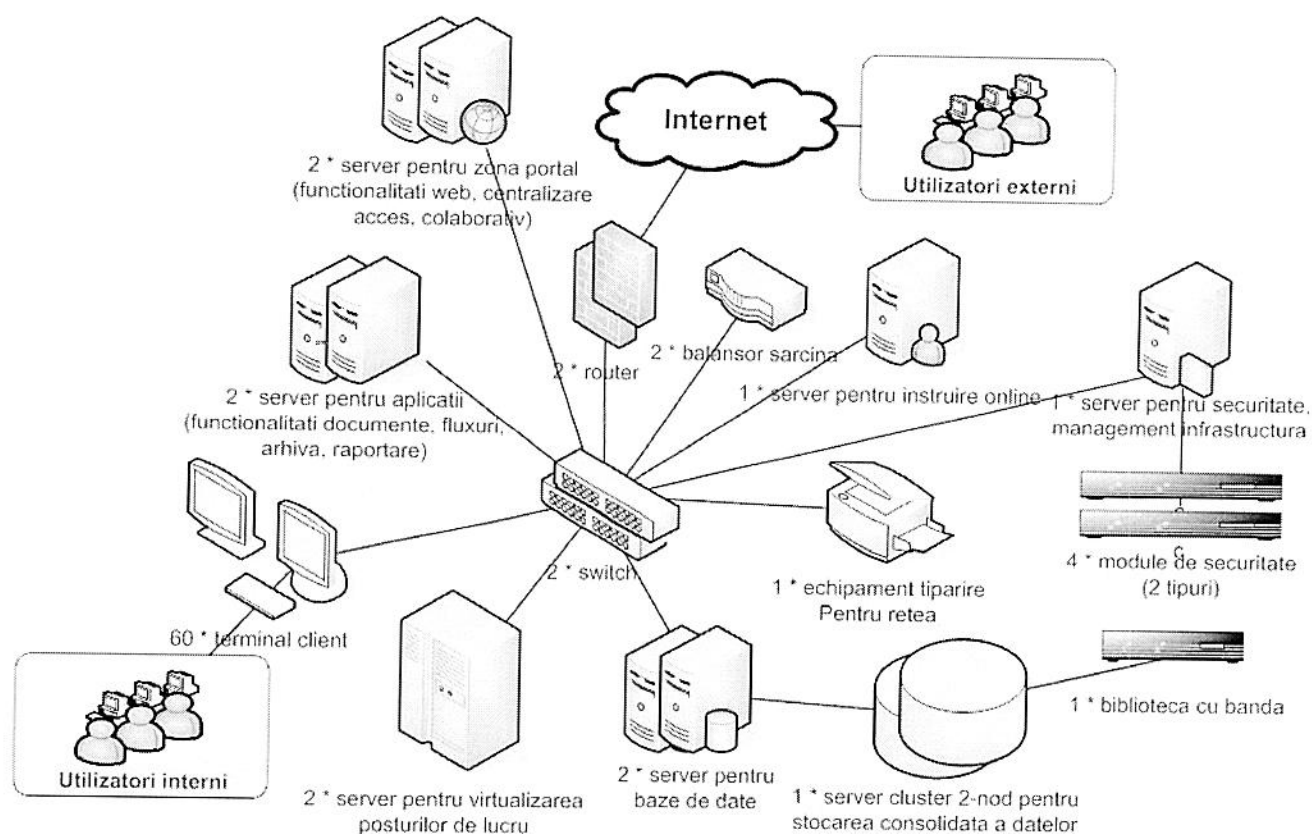 Internet
Utilizatori externi
2 * server pentru zona portal
(functionalitati web, centralizare
acces, colaborativ)
2 * router
2 * balansor sarcina
1 * server pentru instruire online
1 * server pentru securitate,
management infrastructura
2 * server pentru aplicatii
(functionalitati documente, fluxuri,
arhiva, raportare)
2 * switch
1 * echipament tiparire
Pentru retea
4 * module de securitate
(2 tipuri)
60 * terminal client
Utilizatori interni
2 * server pentru virtualizarea
posturilor de lucru
2 * server pentru
baze de date
1 * server cluster 2-nod pentru
stocarea consolidata a datelor
1 * biblioteca cu banda